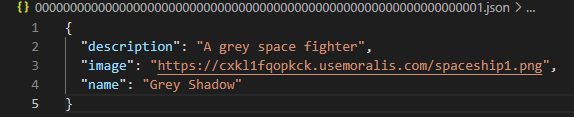 {} 0000000000000000000000000000000000000000000000000000000000000001.json > ...
1 {
2 "description": "A grey space fighter",
3 "image": "https://cxkl1fqopkck.usemoralis.com/spaceship1.png",
4 "name": "Grey Shadow"
5 }